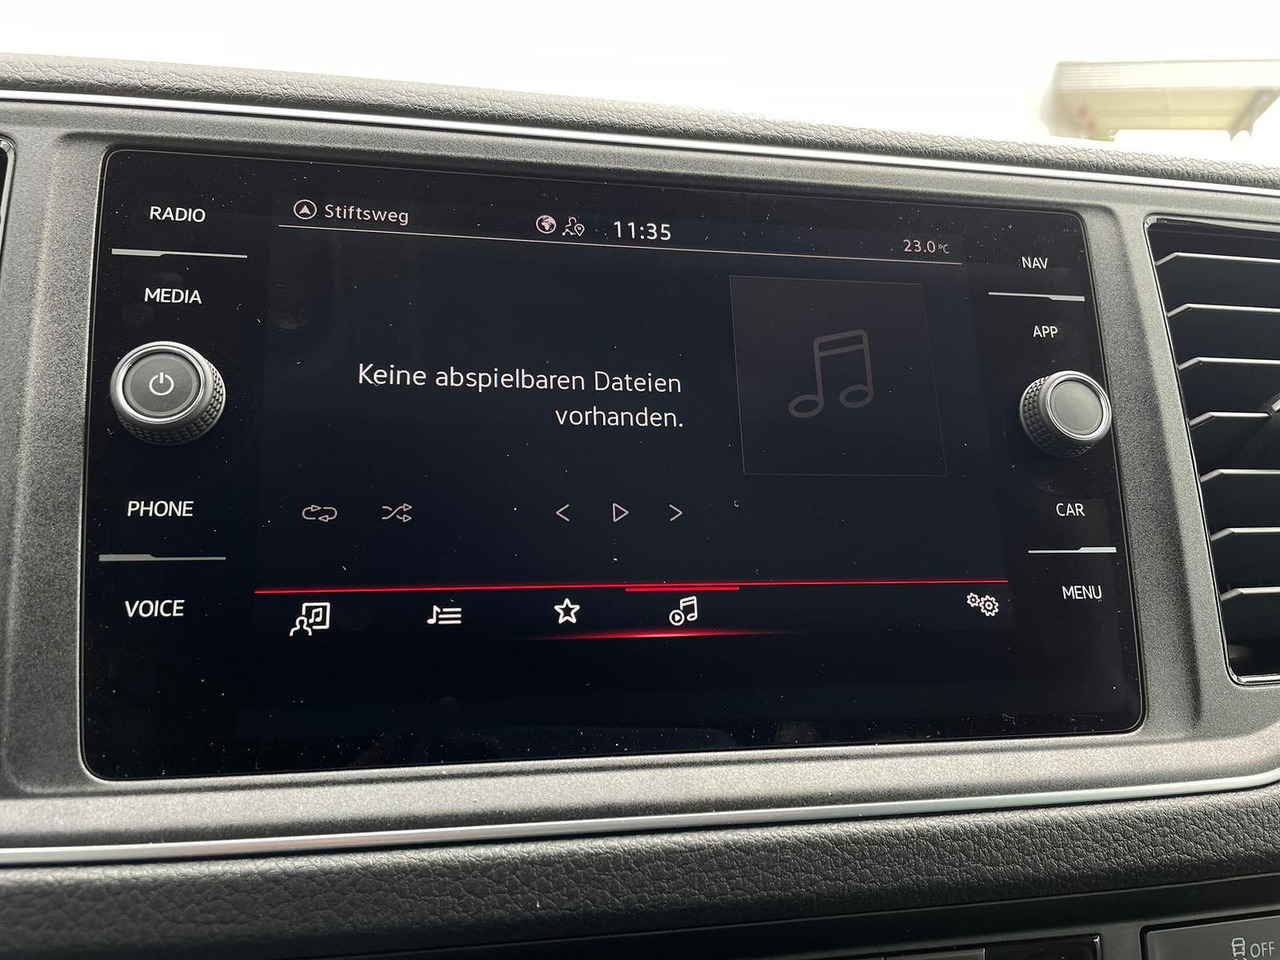 RADIO
Stiftsweg
11:35
23.0°C
NAV
MEDIA
APP
Keine abspielbaren Dateien
vorhanden.
PHONE
CAR
VOICE
MENU
OFF